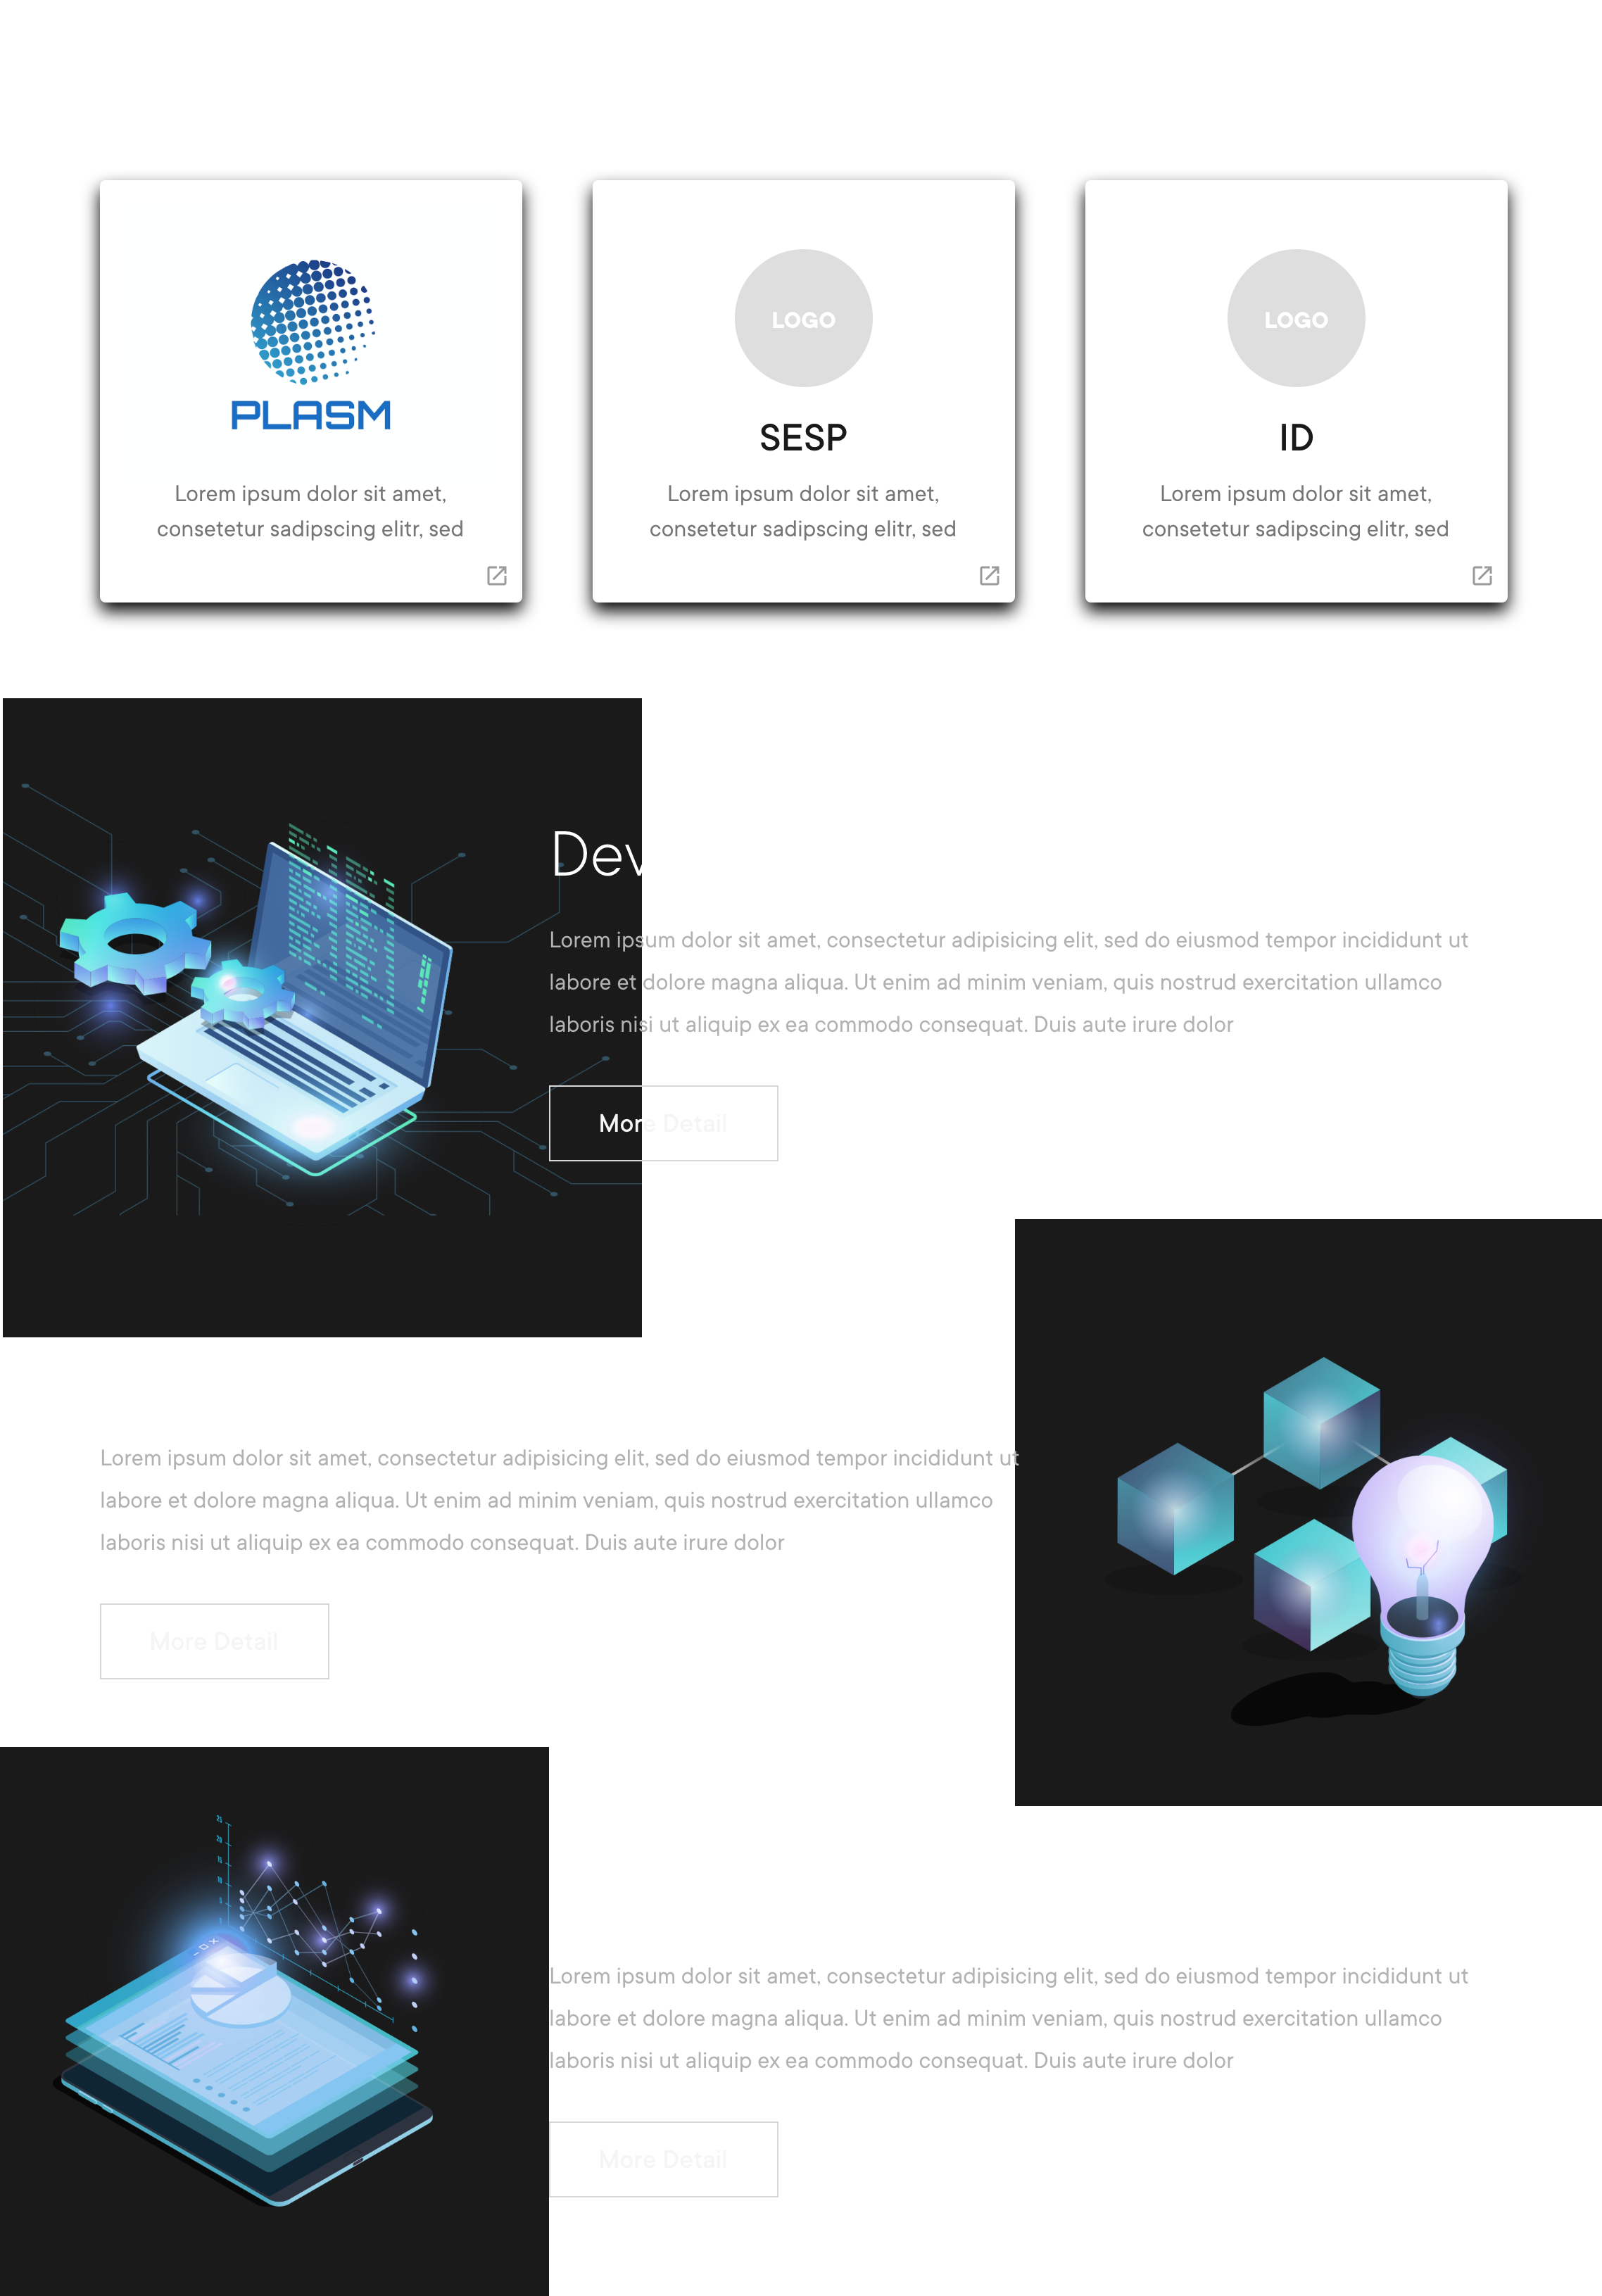 PLASM
Lorem ipsum dolor sit amet,
consetetur sadipscing elitr, sed
LOGO
SESP
Lorem ipsum dolor sit amet,
consetetur sadipscing elitr, sed
LOGO
ID
Lorem ipsum dolor sit amet,
consetetur sadipscing elitr, sed
Dev
Lorem ipsum dolor sit amet, consectetur adipisicing elit, sed do eiusmod tempor incididunt ut
labore et dolore magna aliqua. Ut enim ad minim veniam, quis nostrud exercitation ullamco
laboris nisi ut aliquip ex ea commodo consequat. Duis aute irure dolor
More Detail
Lorem ipsum dolor sit amet, consectetur adipisicing elit, sed do eiusmod tempor incididunt ut
labore et dolore magna aliqua. Ut enim ad minim veniam, quis nostrud exercitation ullamco
laboris nisi ut aliquip ex ea commodo consequat. Duis aute irure dolor
More Detail
Lorem ipsum dolor sit amet, consectetur adipisicing elit, sed do eiusmod tempor incididunt ut
labore et dolore magna aliqua. Ut enim ad minim veniam, quis nostrud exercitation ullamco
laboris nisi ut aliquip ex ea commodo consequat. Duis aute irure dolor
More Detail